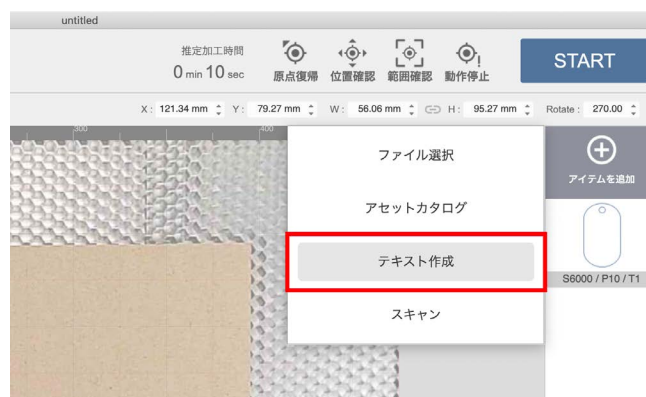 untitled
推定加工時間
0 min 10 sec
原点復帰
位置確認
範囲確認
動作停止
START
X : 121.34 mm Y : 79.27 mm W : 56.06 mm H : 95.27 mm Rotate : 270.00
300
400
ファイル選択
アセットカタログ
テキスト作成
スキャン
アイテムを追加
S6000 / P10 / T1